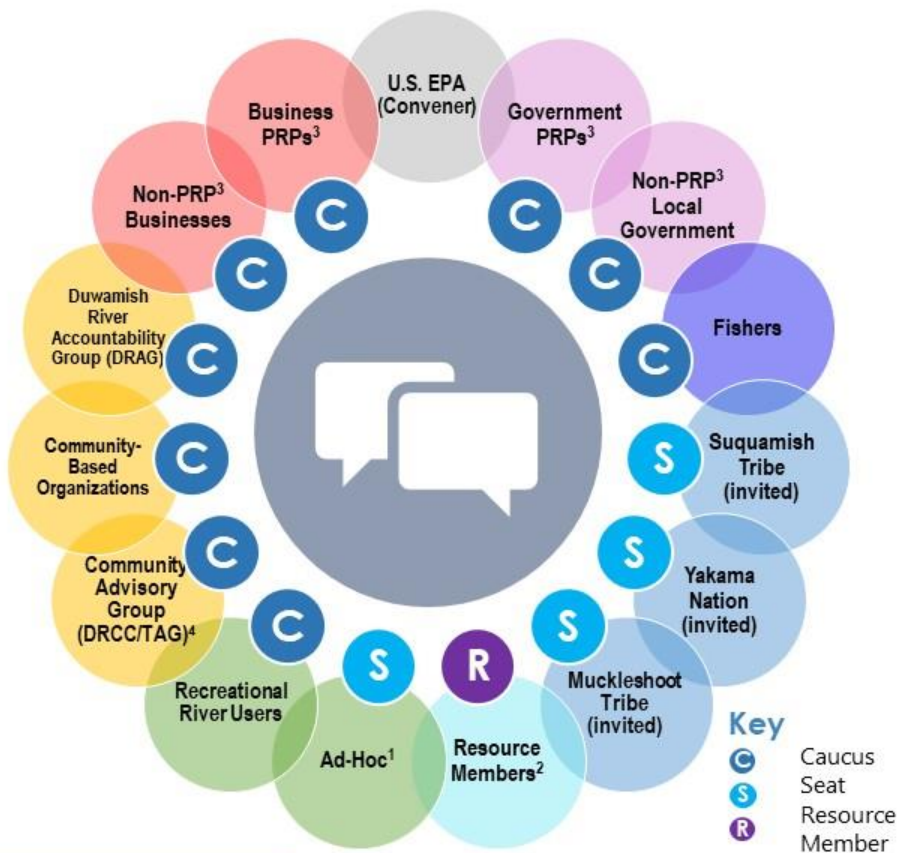 U.S. EPA
(Convener)
Government
PRPs³
Non-PRP³
Local
Government
Fishers
Suquamish
Tribe
(invited)
Yakama
Nation
(invited)
Muckleshoot
Tribe
(invited)
Resource
Members²
Ad-Hoc¹
Recreational
River Users
Community
Advisory
Group
(DRCC/TAG)⁴
Community-
Based
Organizations
Duwamish
River
Accountability
Group (DRAG)
Non-PRP³
Businesses
Business
PRPs³
C
C
C
S
S
S
R
S
C
C
C
C
C
C
Key
C Caucus
S Seat
R Resource
Member